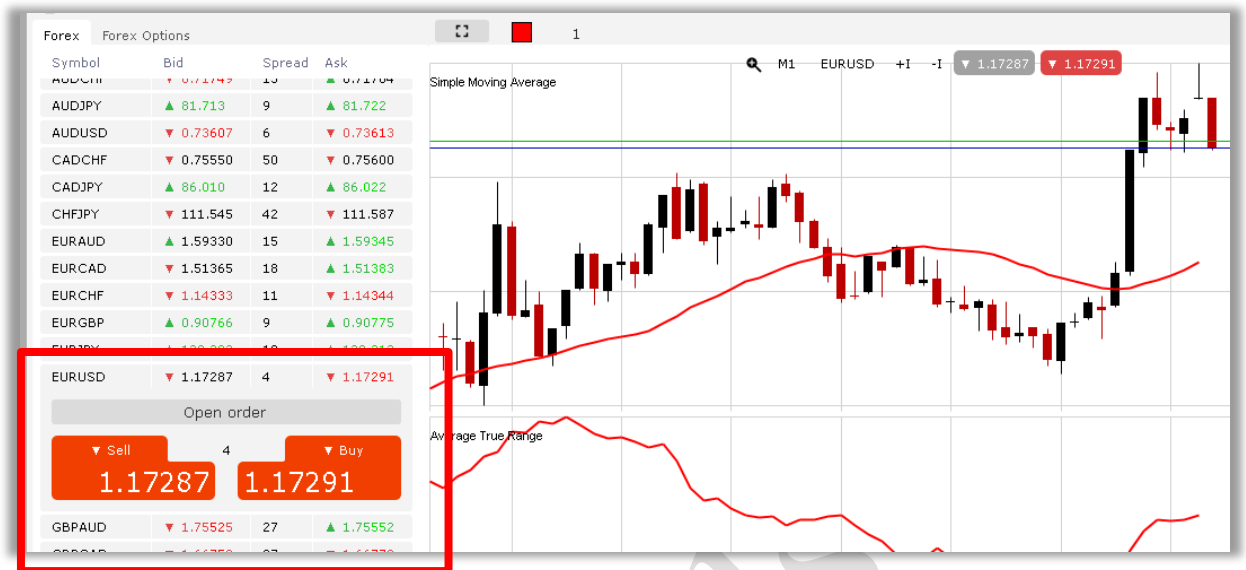 Forex Forex Options 1
Symbol Bid Spread Ask
M1 EURUSD +I -I ▼ 1.17287 ▼ 1.17291
Simple Moving Average
AUDJPY ▲ 81.713 9 ▲ 81.722
AUDUSD ▼ 0.73607 6 ▼ 0.73613
CADCHF ▼ 0.75550 50 ▼ 0.75600
CADJPY ▲ 86.010 12 ▲ 86.022
CHFJPY ▼ 111.545 42 ▼ 111.587
EURAUD ▲ 1.59330 15 ▲ 1.59345
EURCAD ▼ 1.51365 18 ▲ 1.51383
EURCHF ▼ 1.14333 11 ▼ 1.14344
EURGBP ▲ 0.90766 9 ▲ 0.90775
EURUSD ▼ 1.17287 4 ▼ 1.17291
Open order
Average True Range
▼ Sell 4 ▼ Buy
1.17287 1.17291
GBPAUD ▼ 1.75525 27 ▲ 1.75552